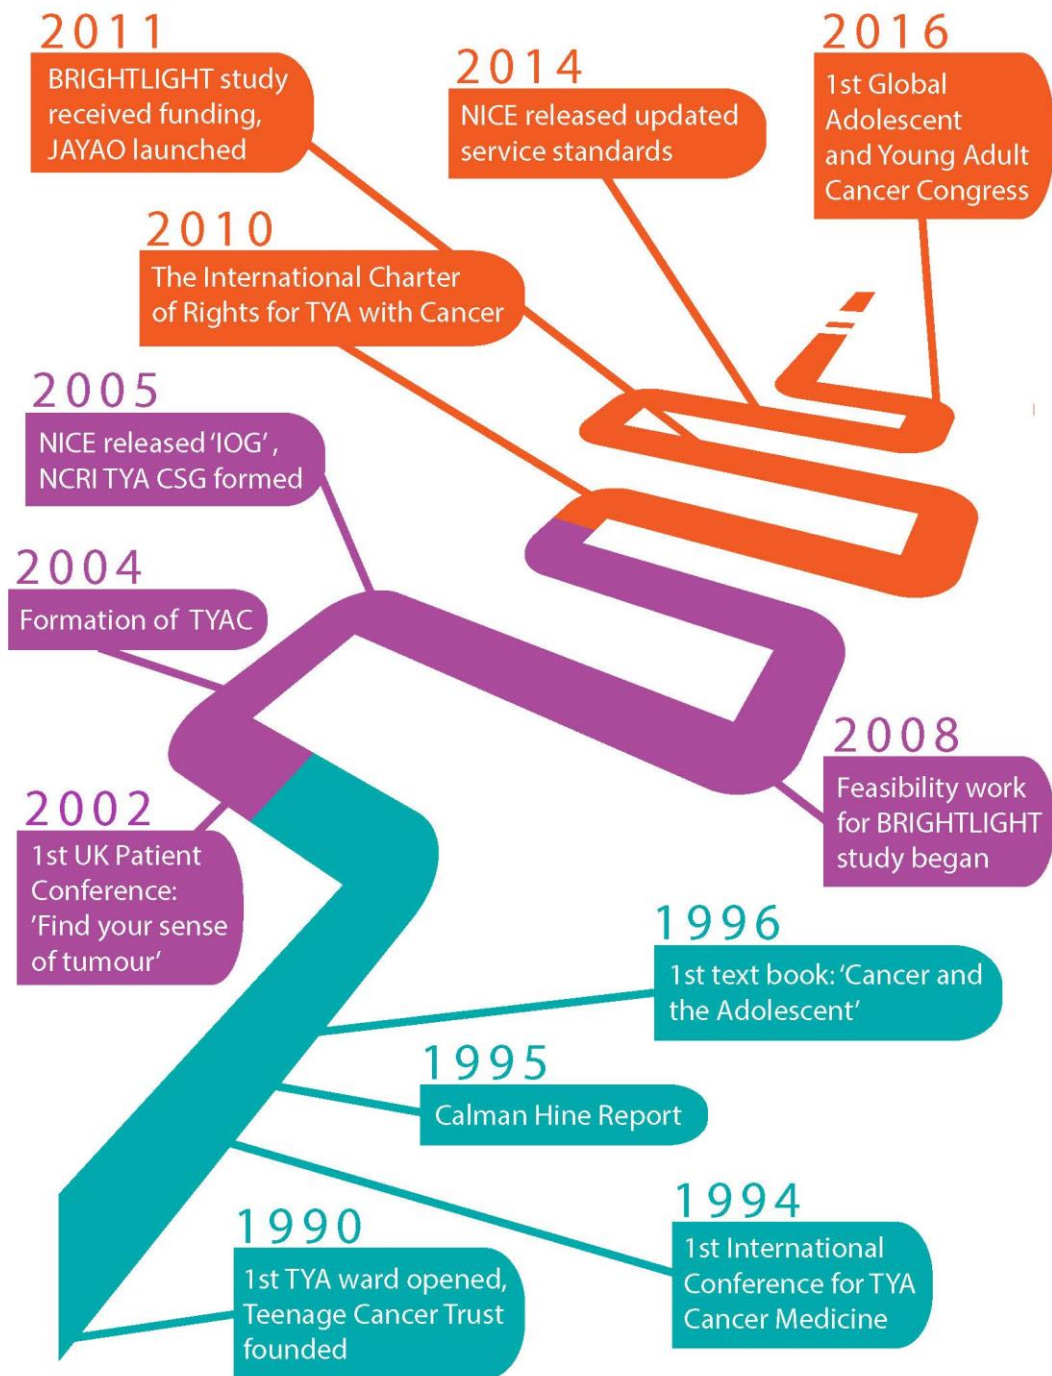 2011
BRIGHTLIGHT study
received funding,
JAYAO launched
2014
NICE released updated
service standards
2016
1st Global
Adolescent
and Young Adult
Cancer Congress
2010
The International Charter
of Rights for TYA with Cancer
2005
NICE released 'IOG' ,
NCRI TYA CSG formed
2004
Formation of TYAC
2008
Feasibility work
for BRIGHTLIGHT
study began
2002
1st UK Patient
Conference:
'Find your sense
of tumour'
1996
1st text book: 'Cancer and
the Adolescent'
1995
Calman Hine Report
1994
1st International
Conference for TYA
Cancer Medicine
1990
1st TYA ward opened,
Teenage Cancer Trust
founded